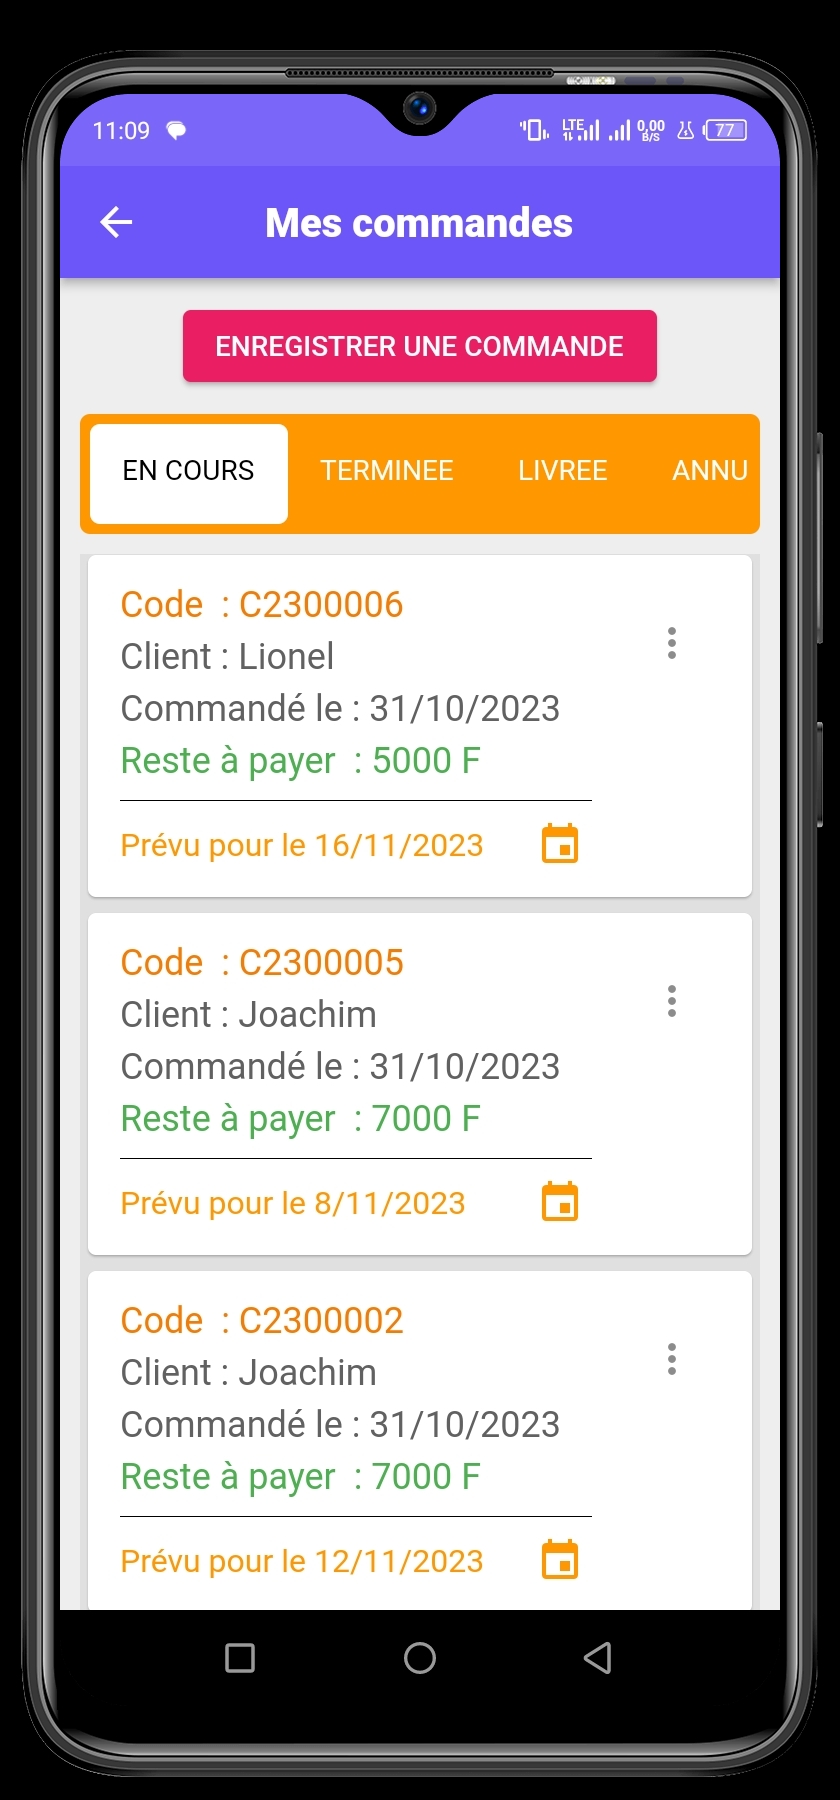 11:09
LTE 0,00 B/S 77
Mes commandes
ENREGISTRER UNE COMMANDE
EN COURS TERMINEE LIVREE ANNU
Code : C2300006
Client : Lionel
Commandé le : 31/10/2023
Reste à payer : 5000 F
Prévu pour le 16/11/2023
Code : C2300005
Client : Joachim
Commandé le : 31/10/2023
Reste à payer : 7000 F
Prévu pour le 8/11/2023
Code : C2300002
Client : Joachim
Commandé le : 31/10/2023
Reste à payer : 7000 F
Prévu pour le 12/11/2023